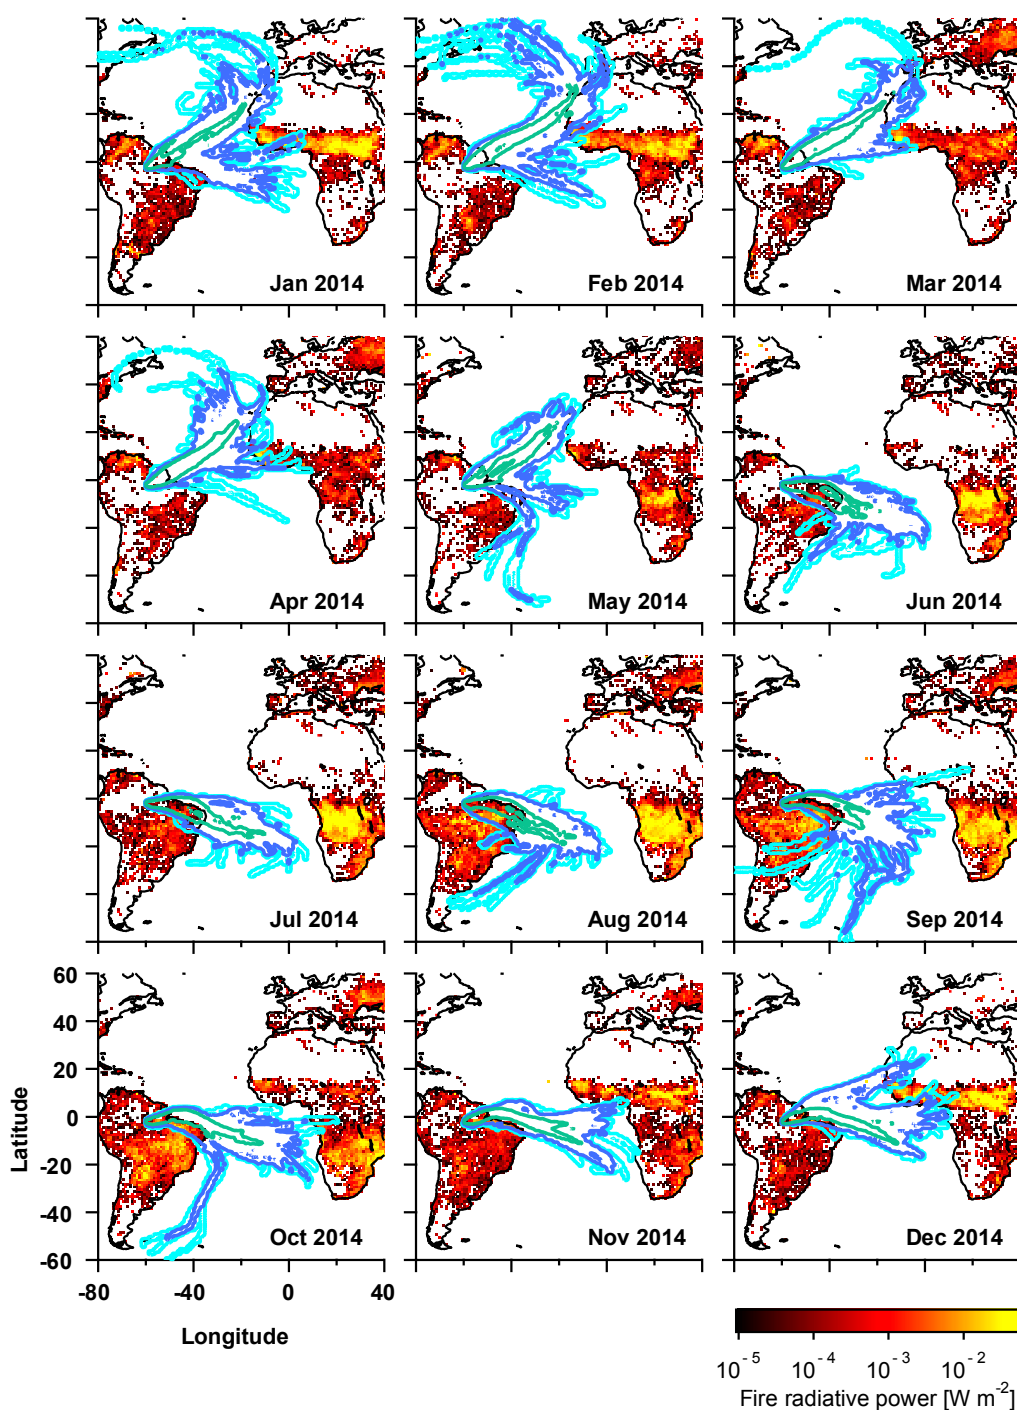 Jan 2014
Feb 2014
Mar 2014
Apr 2014
May 2014
Jun 2014
Jul 2014
Aug 2014
Sep 2014
60
40
20
0
-20
-40
-60
Latitude
Oct 2014
Nov 2014
Dec 2014
-80
-40
0
40
Longitude
10⁻⁵
10⁻⁴
10⁻³
10⁻²
Fire radiative power [W m⁻²]